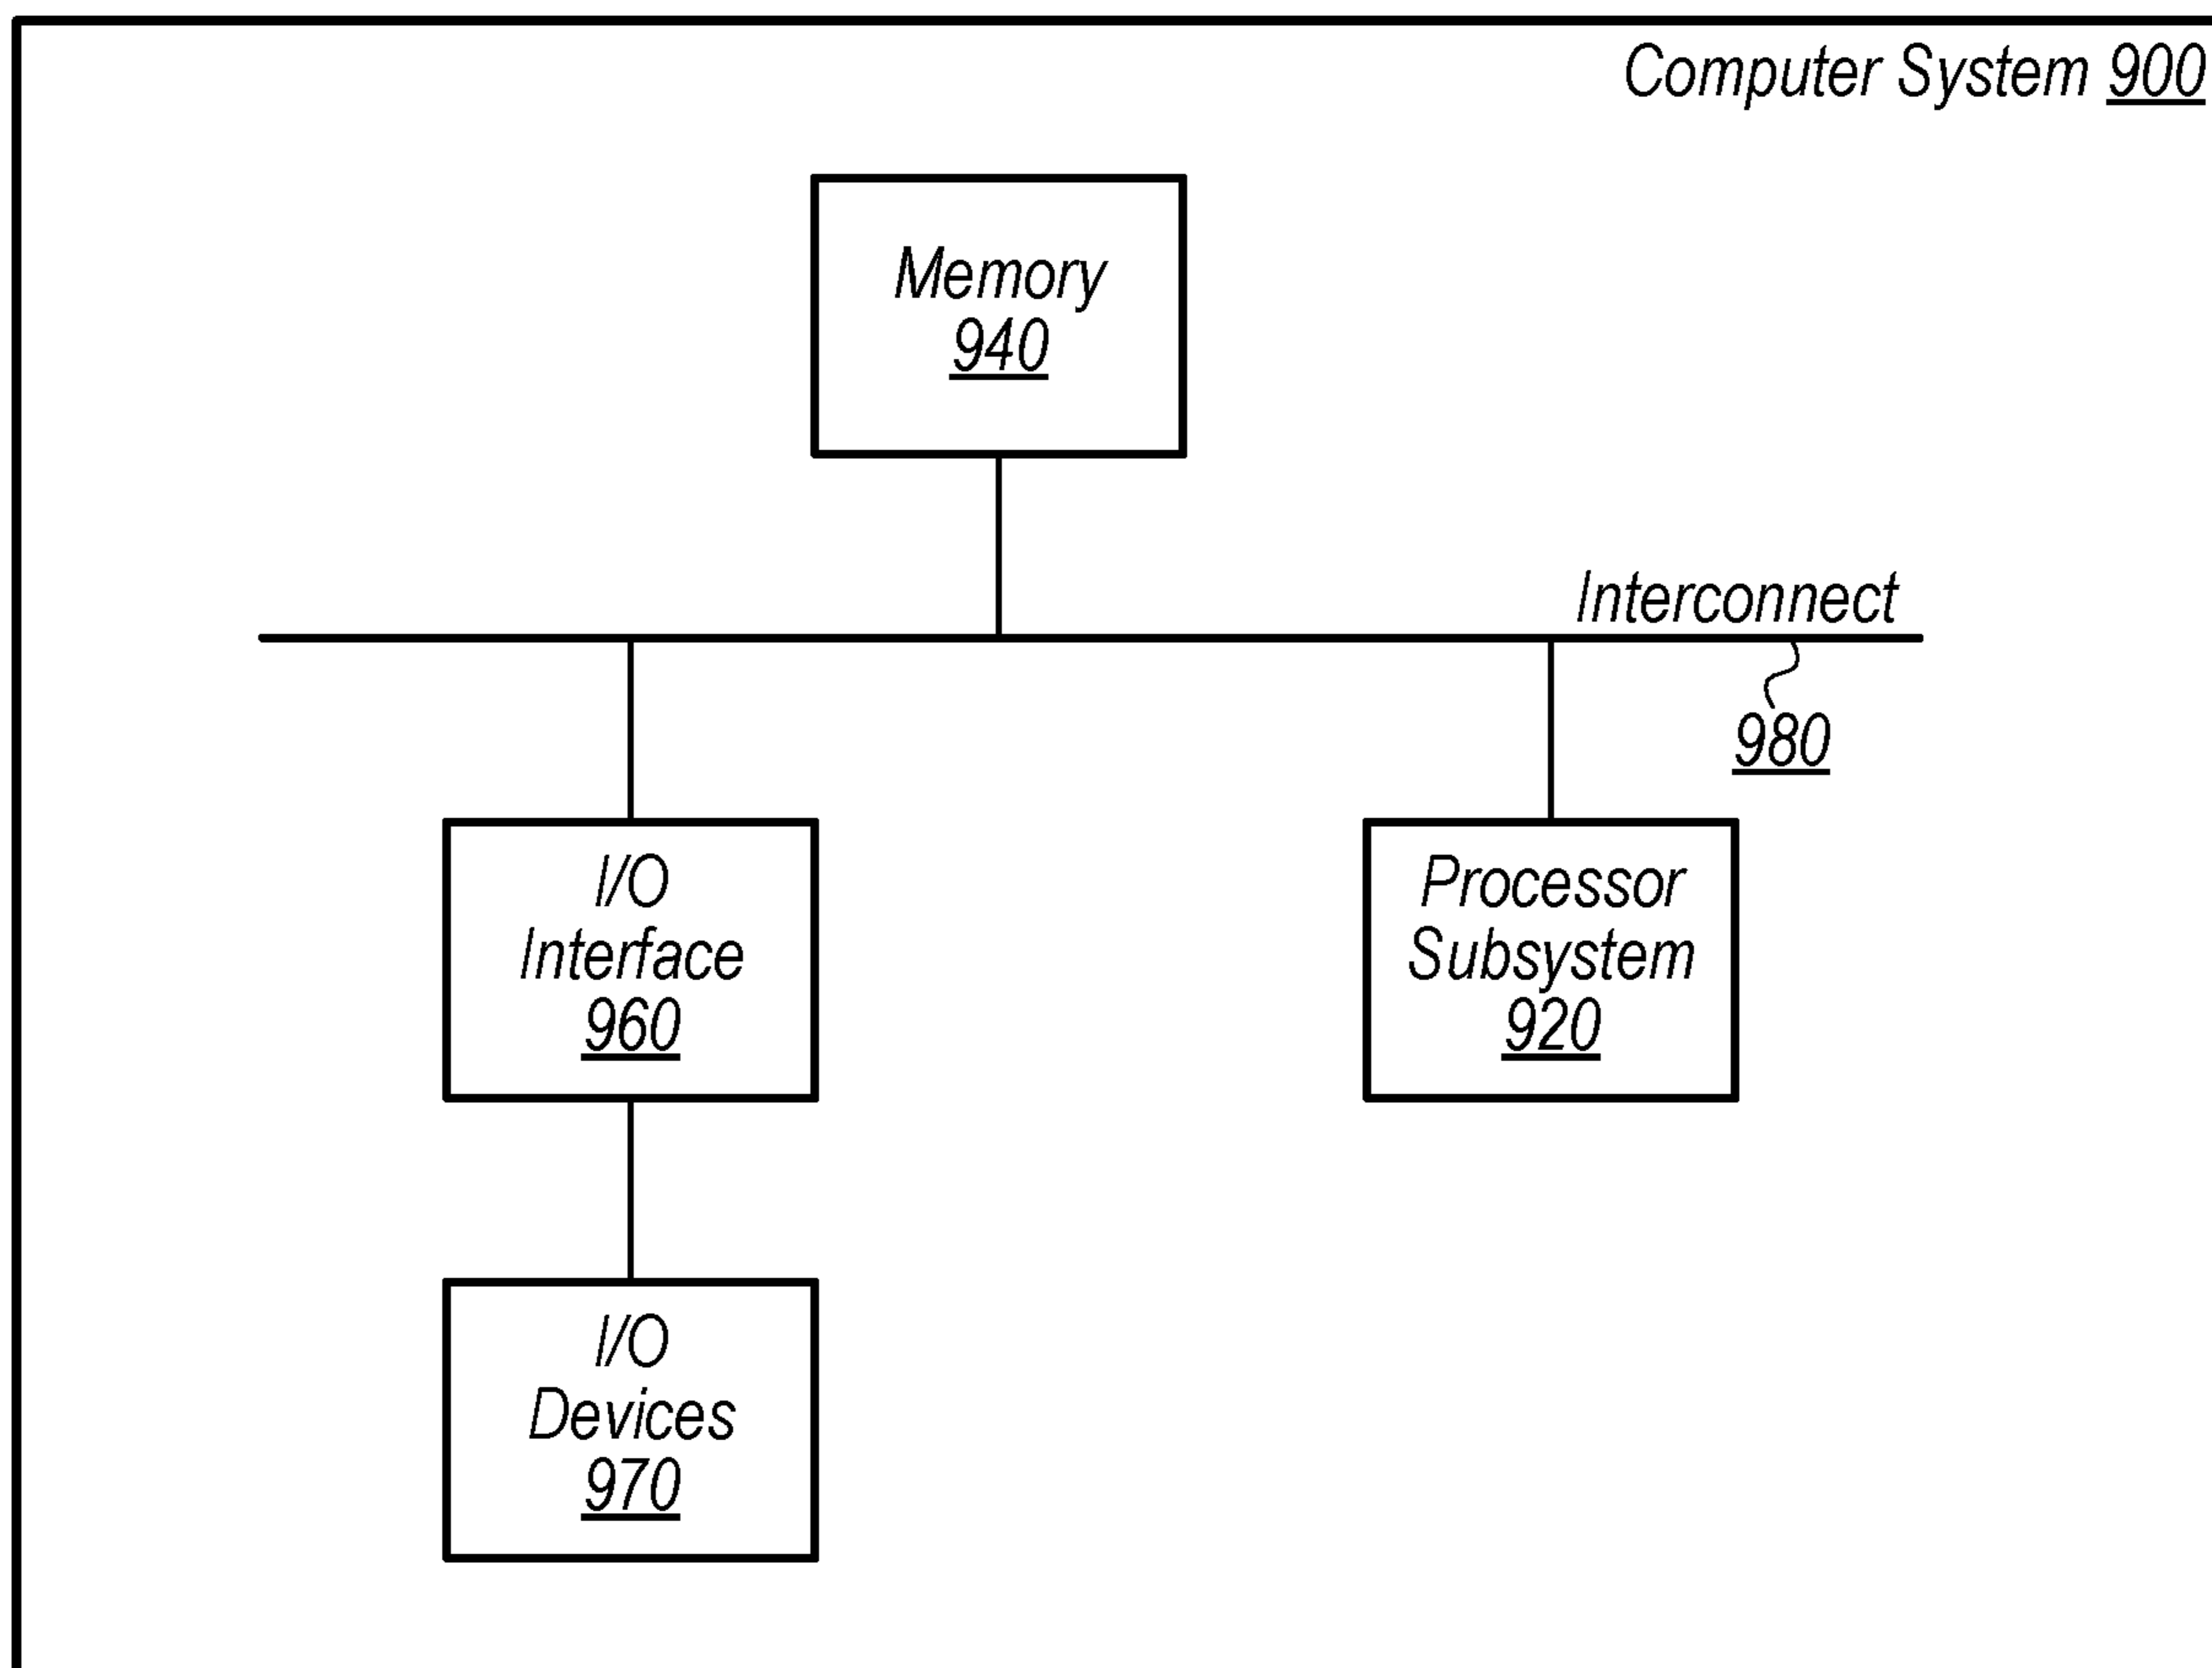 Computer System 900
Memory
940
Interconnect
980
I/O
Interface
960
Processor
Subsystem
920
I/O
Devices
970